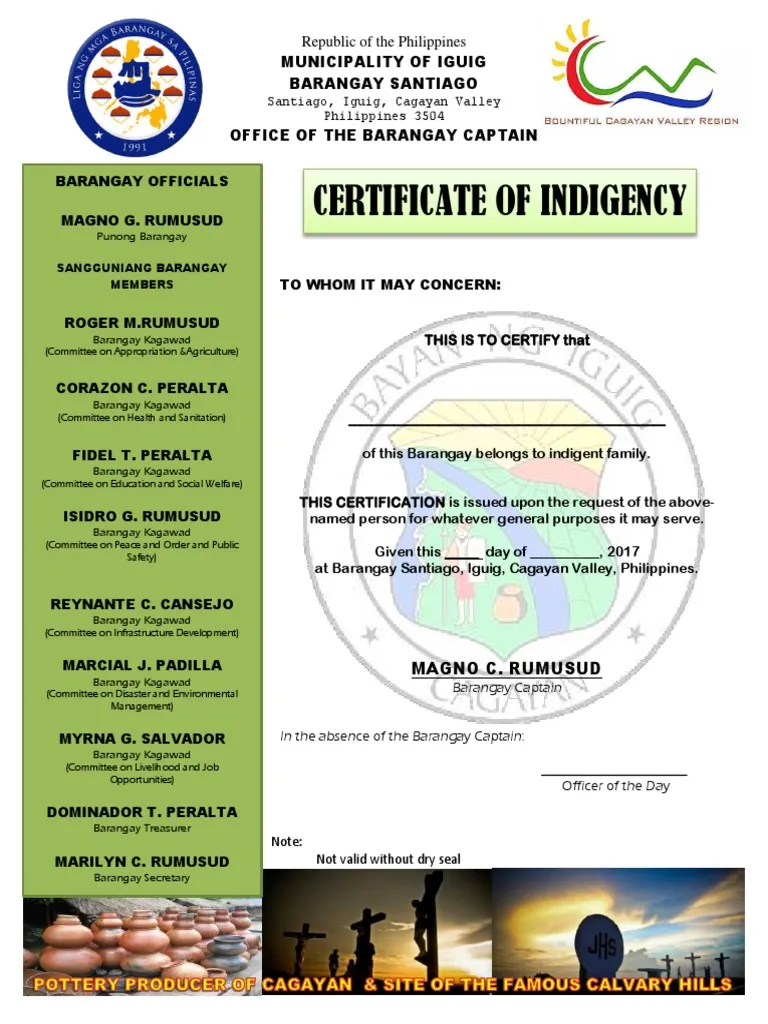 LIGA NG MGA BARANGAY SA PILIPINAS
1991
Republic of the Philippines
MUNICIPALITY OF IGUIG
BARANGAY SANTIAGO
Santiago, Iguig, Cagayan Valley
Philippines 3504
OFFICE OF THE BARANGAY CAPTAIN
BOUNTIFUL CAGAYAN VALLEY REGION
BARANGAY OFFICIALS
MAGNO G. RUMUSUD
Punong Barangay
SANGGUNIANG BARANGAY
MEMBERS
ROGER M.RUMUSUD
Barangay Kagawad
(Committee on Appropriation &Agriculture)
CORAZON C. PERALTA
Barangay Kagawad
(Committee on Health and Sanitation)
FIDEL T. PERALTA
Barangay Kagawad
(Committee on Education and Social Welfare)
ISIDRO G. RUMUSUD
Barangay Kagawad
(Committee on Peace and Order and Public
Safety)
REYNANTE C. CANSEJO
Barangay Kagawad
(Committee on Infrastructure Development)
MARCIAL J. PADILLA
Barangay Kagawad
(Committee on Disaster and Environmental
Management)
MYRNA G. SALVADOR
Barangay Kagawad
(Committee on Livelihood and Job
Opportunities)
DOMINADOR T. PERALTA
Barangay Treasurer
MARILYN C. RUMUSUD
Barangay Secretary
CERTIFICATE OF INDIGENCY
TO WHOM IT MAY CONCERN:
BAYAN NG IGUIG
CAGAYAN
THIS IS TO CERTIFY that
of this Barangay belongs to indigent family.
THIS CERTIFICATION is issued upon the request of the above-
named person for whatever general purposes it may serve.
Given this _____ day of _________, 2017
at Barangay Santiago, Iguig, Cagayan Valley, Philippines.
MAGNO C. RUMUSUD
Barangay Captain
In the absence of the Barangay Captain:
Officer of the Day
Note:
Not valid without dry seal
JHS
POTTERY PRODUCER OF CAGAYAN & SITE OF THE FAMOUS CALVARY HILLS